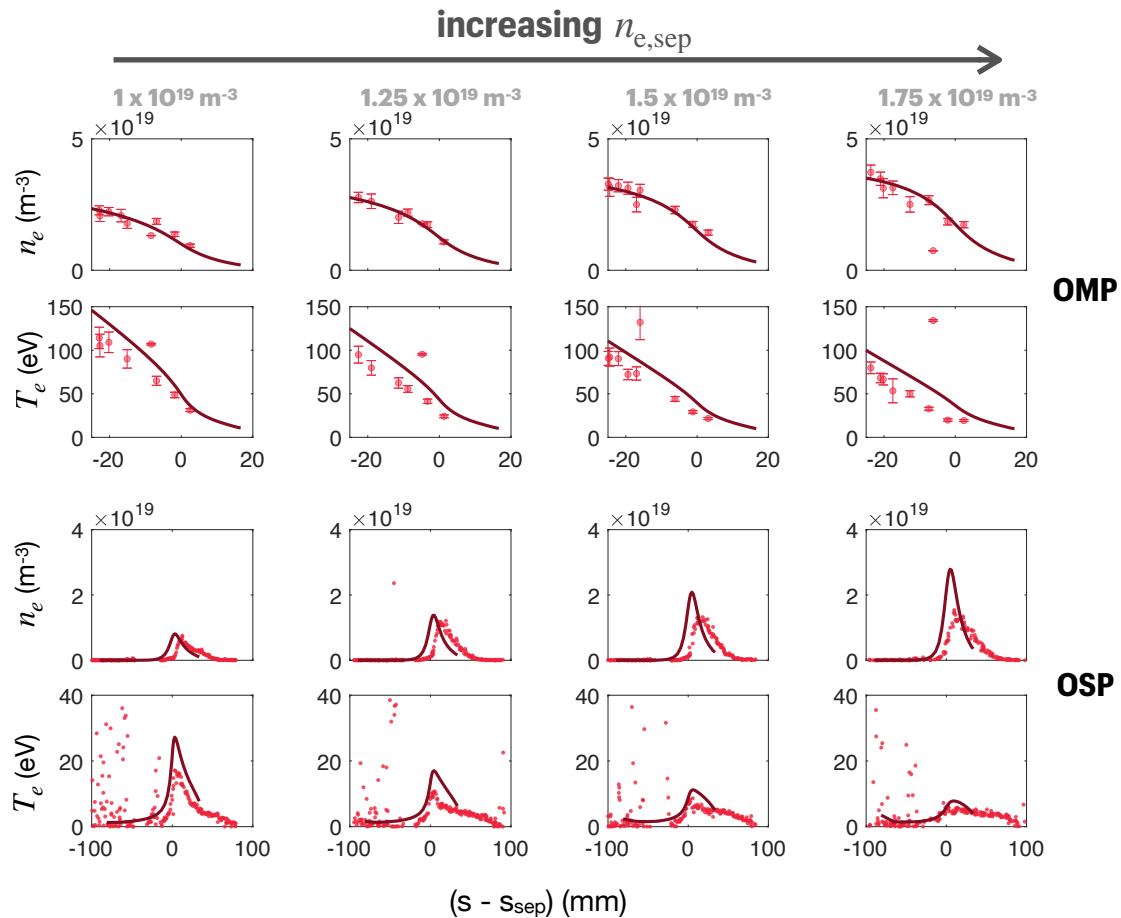 increasing n_e,sep
1 x 10^19 m^-3 1.25 x 10^19 m^-3 1.5 x 10^19 m^-3 1.75 x 10^19 m^-3
×10^19 ×10^19 ×10^19 ×10^19
n_e (m^-3)
5 5 5 5
0 0 0 0
OMP
T_e (eV)
150 150 150 150
100 100 100 100
50 50 50 50
0 0 0 0
-20 0 20 -20 0 20 -20 0 20 -20 0 20
×10^19 ×10^19 ×10^19 ×10^19
n_e (m^-3)
4 4 4 4
2 2 2 2
0 0 0 0
OSP
T_e (eV)
40 40 40 40
20 20 20 20
0 0 0 0
-100 0 100 -100 0 100 -100 0 100 -100 0 100
(s - s_sep) (mm)